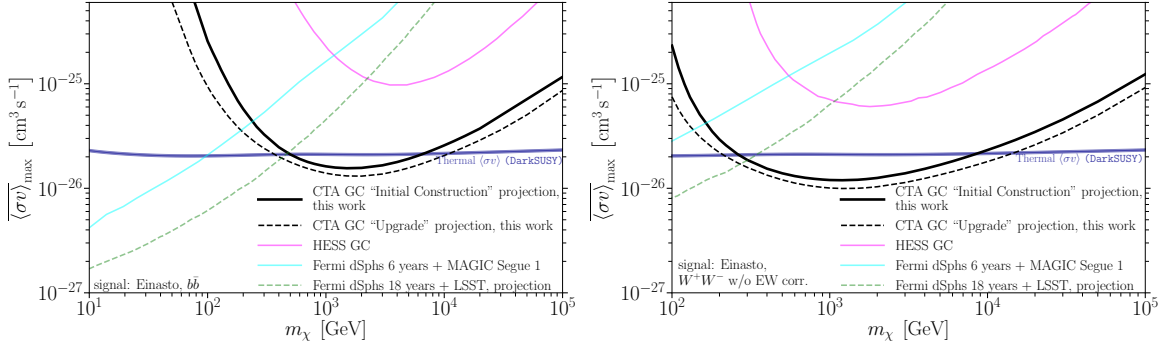 10⁻²⁵
10⁻²⁶
10⁻²⁷
⟨σv⟩max [cm³ s⁻¹]
Thermal ⟨σv⟩ (DarkSUSY)
CTA GC “Initial Construction” projection,
this work
CTA GC “Upgrade” projection, this work
HESS GC
Fermi dSphs 6 years + MAGIC Segue 1
Fermi dSphs 18 years + LSST, projection
signal: Einasto, bb̄
10¹ 10² 10³ 10⁴ 10⁵
mχ [GeV]
10⁻²⁵
10⁻²⁶
10⁻²⁷
⟨σv⟩max [cm³ s⁻¹]
Thermal ⟨σv⟩ (DarkSUSY)
CTA GC “Initial Construction” projection,
this work
CTA GC “Upgrade” projection, this work
HESS GC
Fermi dSphs 6 years + MAGIC Segue 1
Fermi dSphs 18 years + LSST, projection
signal: Einasto,
W⁺W⁻ w/o EW corr.
10² 10³ 10⁴ 10⁵
mχ [GeV]